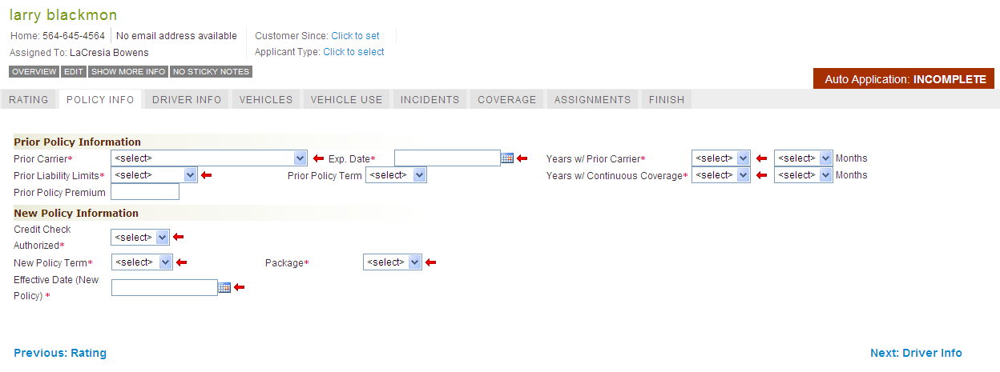 larry blackmon
Home: 564-645-4564 No email address available Customer Since: Click to set
Assigned To: LaCresia Bowens Applicant Type: Click to select
OVERVIEW EDIT SHOW MORE INFO NO STICKY NOTES
Auto Application: INCOMPLETE
RATING POLICY INFO DRIVER INFO VEHICLES VEHICLE USE INCIDENTS COVERAGE ASSIGNMENTS FINISH
Prior Policy Information
Prior Carrier* <select> Exp. Date* Years w/ Prior Carrier* <select> <select> Months
Prior Liability Limits* <select> Prior Policy Term <select> Years w/ Continuous Coverage* <select> <select> Months
Prior Policy Premium
New Policy Information
Credit Check
Authorized* <select>
New Policy Term* <select> Package* <select>
Effective Date (New
Policy) *
Previous: Rating Next: Driver Info